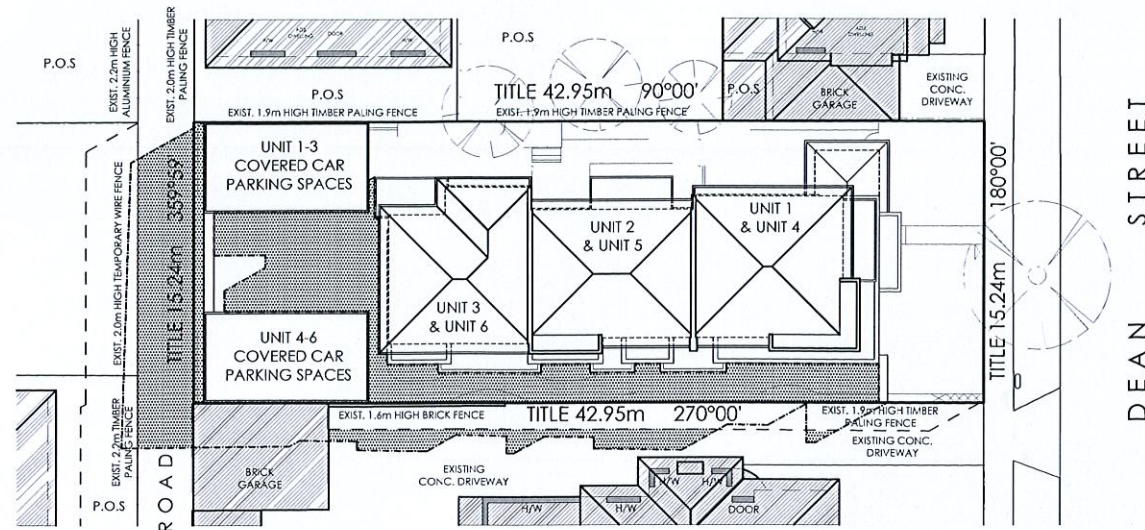 P.O.S
EXIST. 2.2m HIGH
ALUMINIUM FENCE
EXIST. 2.0m HIGH TIMBER
PALING FENCE
H/W
DOOR
H/W
P.O.S
P.O.S
TITLE 42.95m 90°00'
EXIST. 1.9m HIGH TIMBER PALING FENCE
EXIST. 1.9m HIGH TIMBER PALING FENCE
P.O.S
BRICK
GARAGE
EXISTING
CONC.
DRIVEWAY
UNIT 1-3
COVERED CAR
PARKING SPACES
EXIST. 2.0m HIGH TEMPORARY WIRE FENCE
TITLE 15.24m 359°59'
UNIT 2
& UNIT 5
UNIT 1
& UNIT 4
UNIT 3
& UNIT 6
UNIT 4-6
COVERED CAR
PARKING SPACES
TITLE 15.24m 180°00'
DEAN STREET
EXIST. 1.6m HIGH BRICK FENCE
TITLE 42.95m 270°00'
EXIST. 1.9m HIGH TIMBER
PALING FENCE
EXISTING CONC.
DRIVEWAY
EXIST. 2.2m TIMBER
PALING FENCE
P.O.S
ROAD
BRICK
GARAGE
EXISTING
CONC. DRIVEWAY
H/W
H/W
H/W
H/W
DOOR